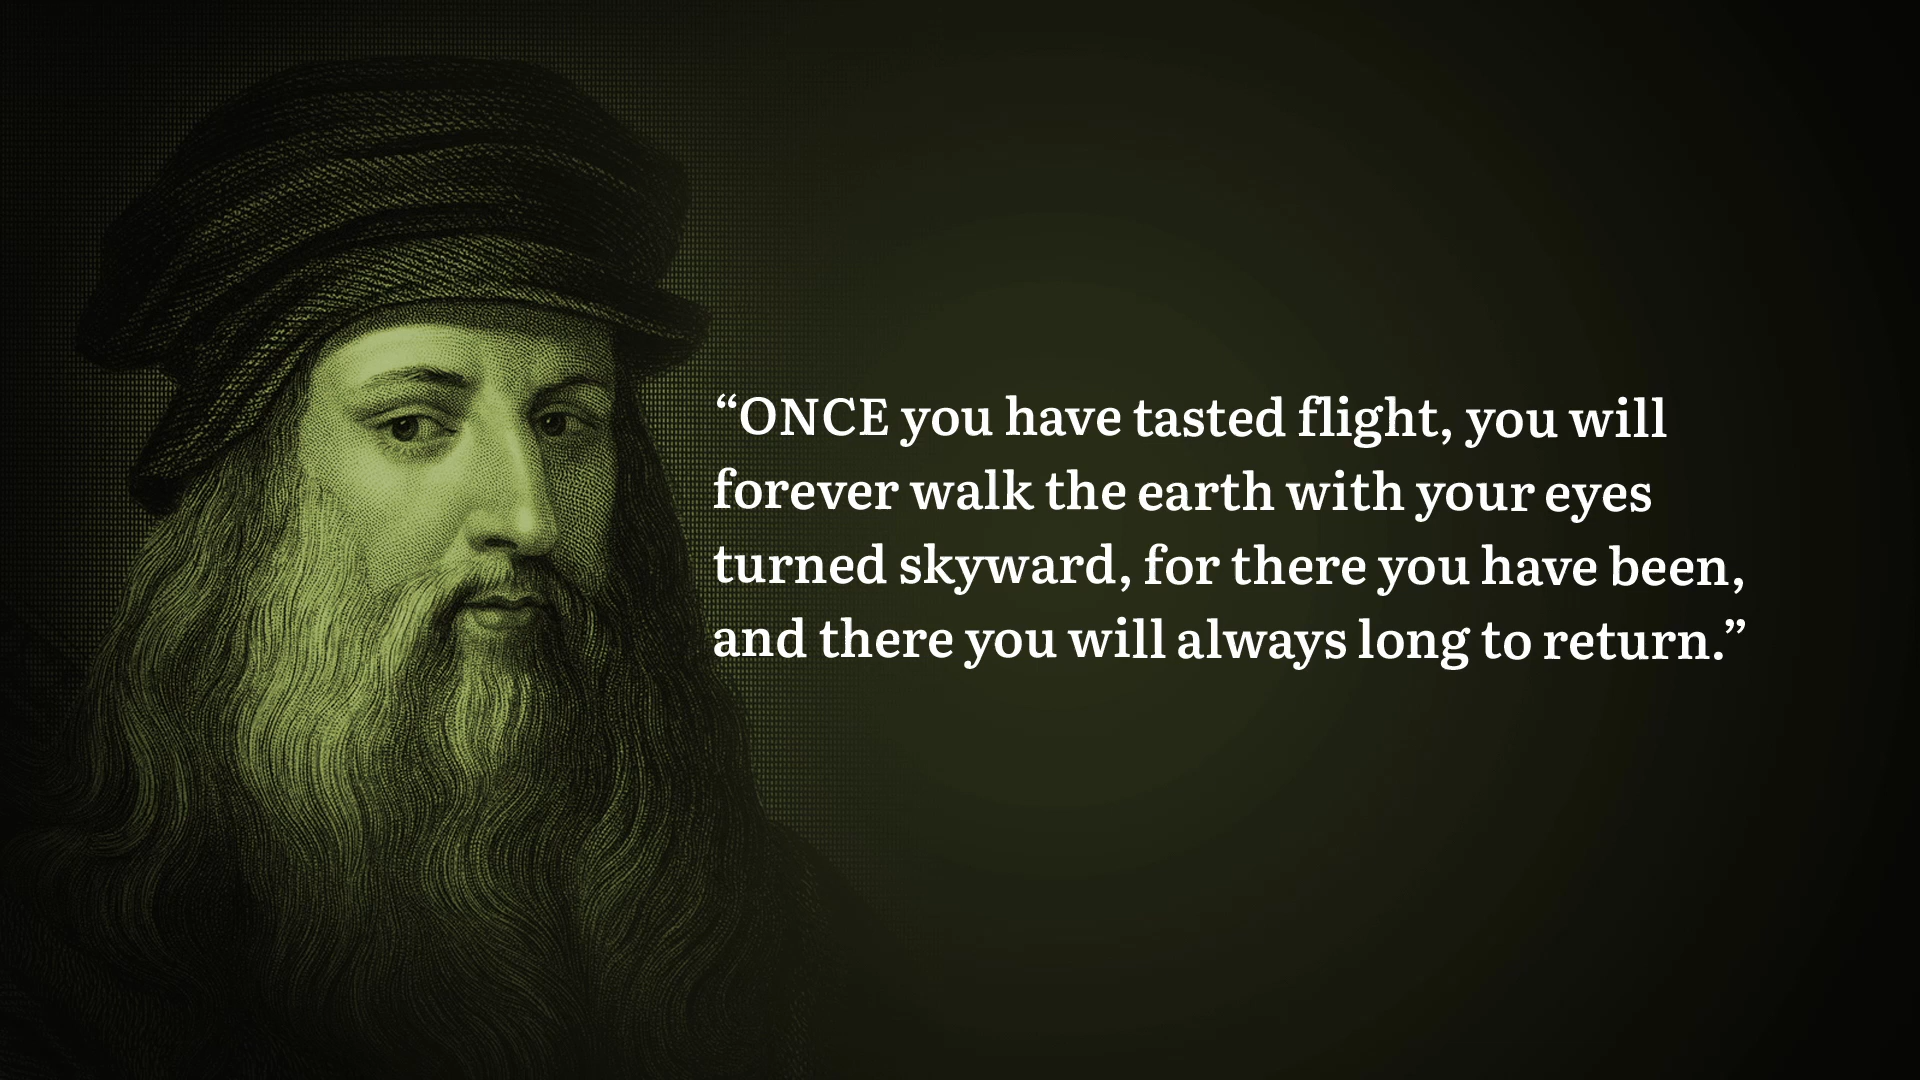 “ONCE you have tasted flight, you will
forever walk the earth with your eyes
turned skyward, for there you have been,
and there you will always long to return.”